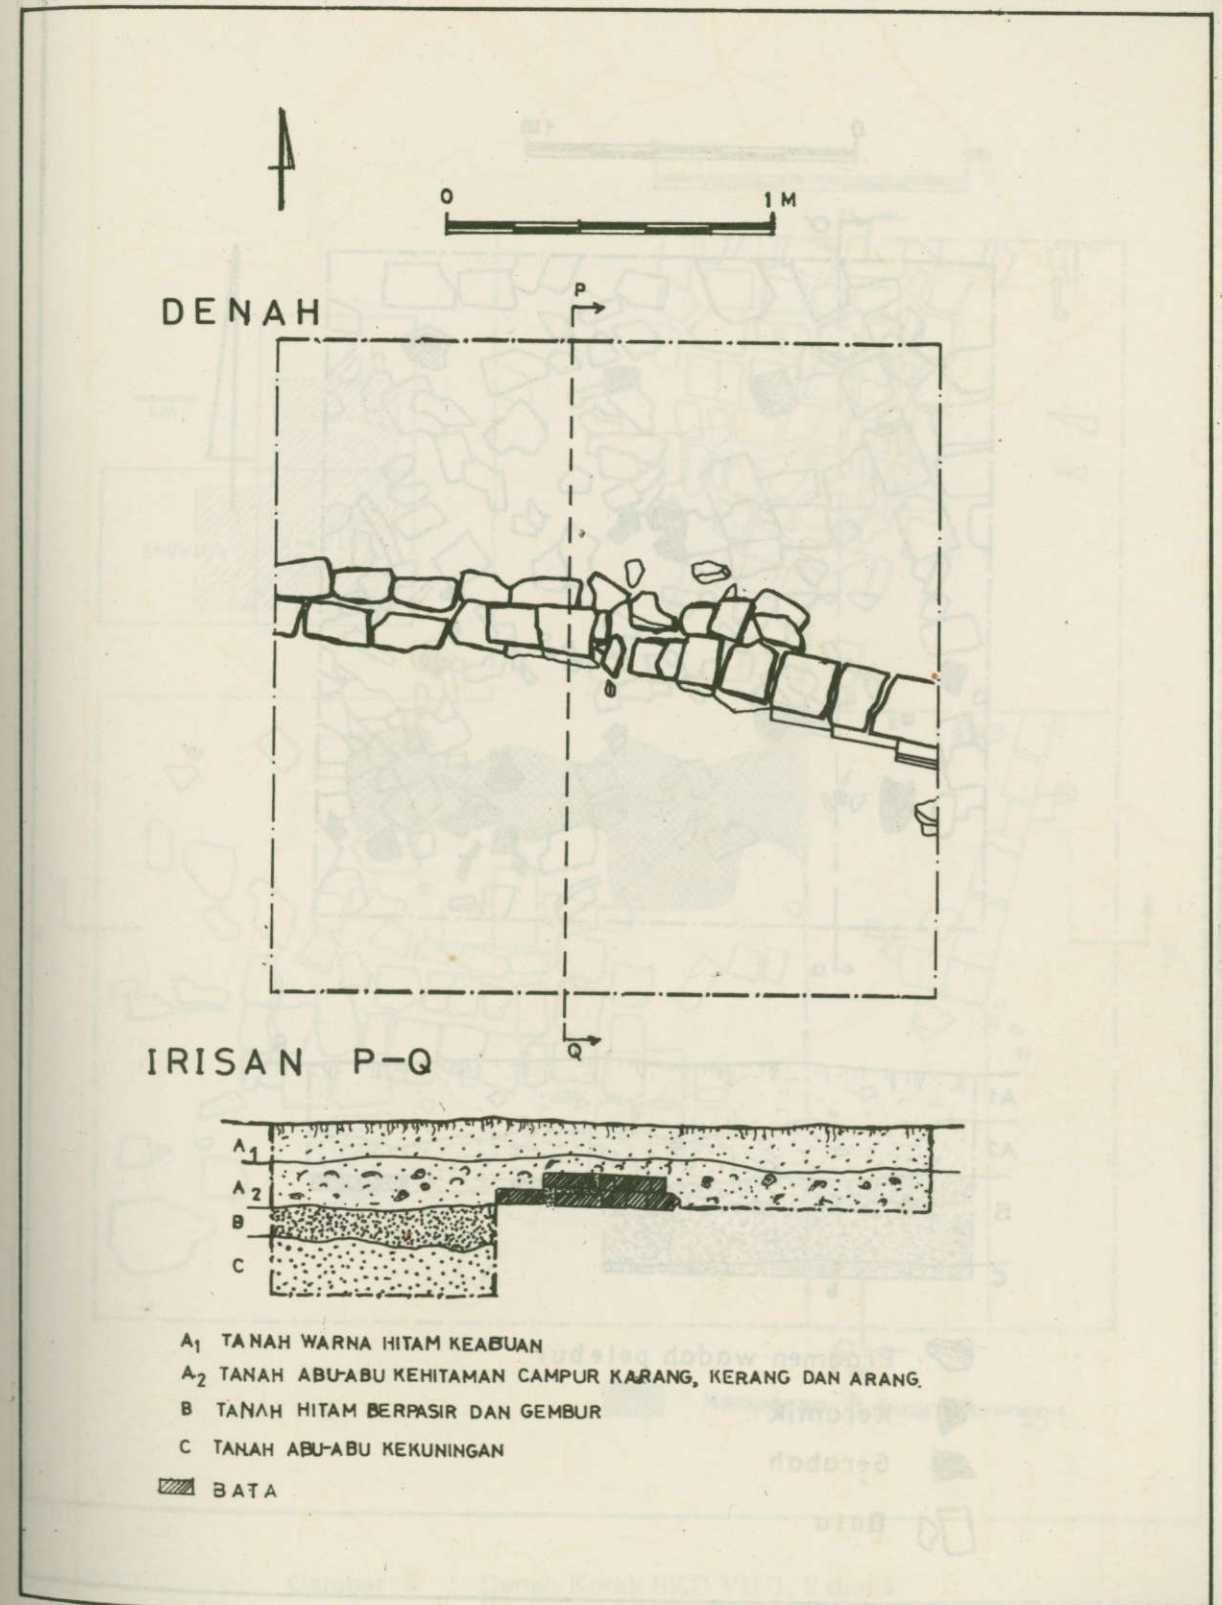 0 1 M
DENAH
P
Q
IRISAN P-Q
A1
A2
B
C
A1 TANAH WARNA HITAM KEABUAN
A2 TANAH ABU-ABU KEHITAMAN CAMPUR KARANG, KERANG DAN ARANG.
B TANAH HITAM BERPASIR DAN GEMBUR
C TANAH ABU-ABU KEKUNINGAN
BATA